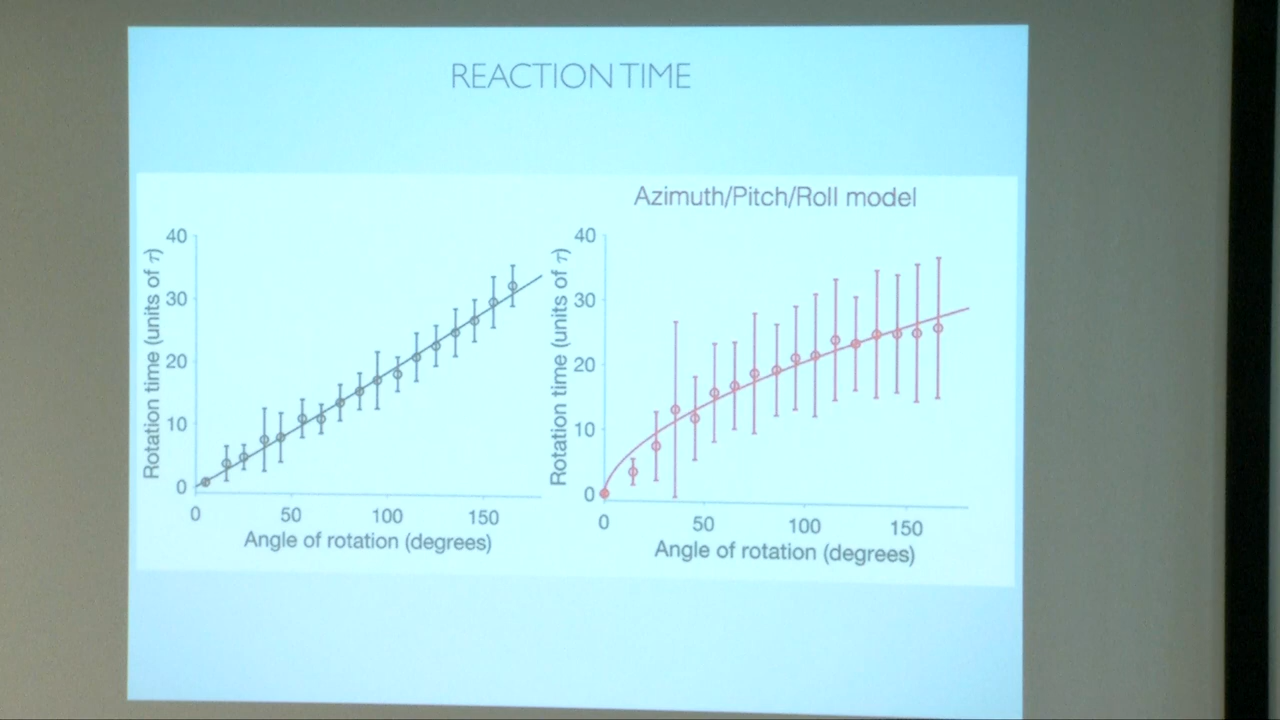 REACTION TIME
Rotation time (units of τ)
40
30
20
10
0
0 50 100 150
Angle of rotation (degrees)
Azimuth/Pitch/Roll model
Rotation time (units of τ)
40
30
20
10
0
0 50 100 150
Angle of rotation (degrees)